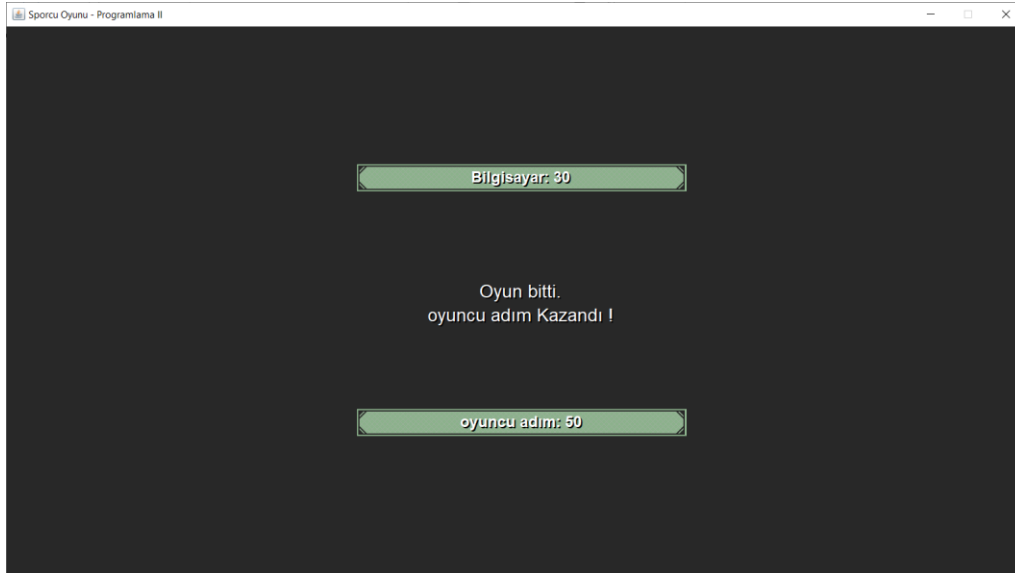 Sporcu Oyunu - Programlama II
Bilgisayar: 30
Oyun bitti.
oyuncu adım Kazandı !
oyuncu adım: 50